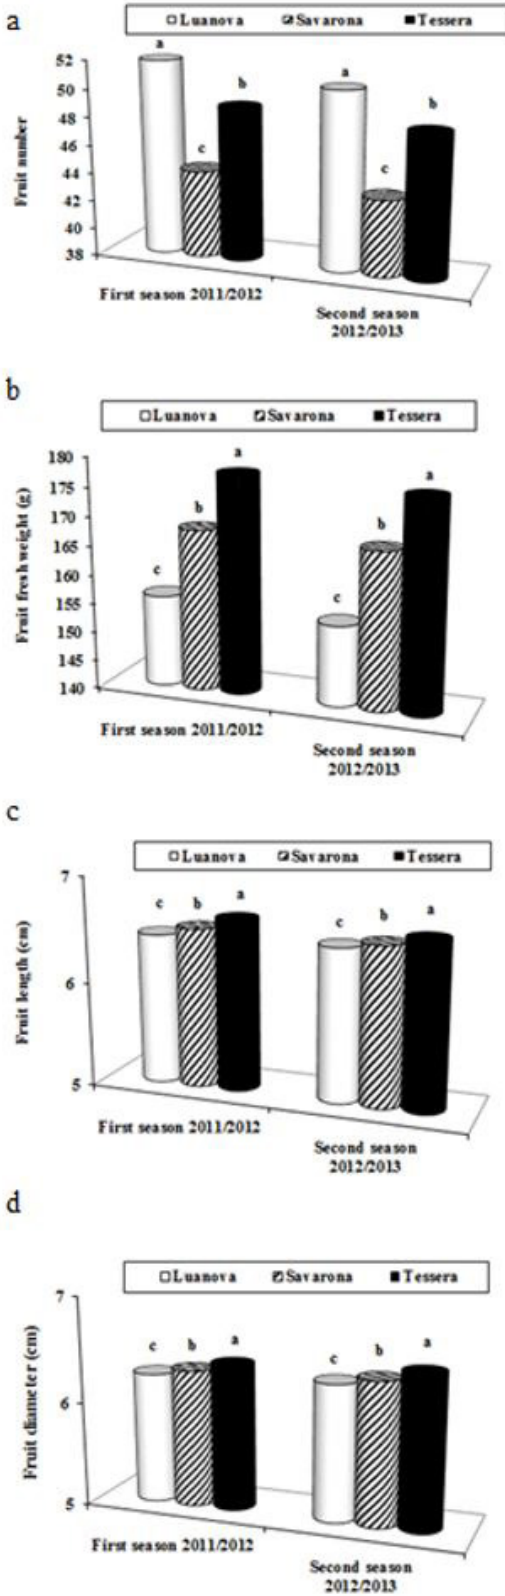 a
Luanova Savarona Tessera
52
50
48
46
44
42
40
38
Fruit number
a
c
b
a
c
b
First season 2011/2012
Second season
2012/2013
b
Luanova Savarona Tessera
180
175
170
165
160
155
150
145
140
Fruit fresh weight (g)
c
b
a
c
b
a
First season 2011/2012
Second season
2012/2013
c
Luanova Savarona Tessera
7
6
5
Fruit length (cm)
c
b
a
c
b
a
First season 2011/2012
Second season
2012/2013
d
Luanova Savarona Tessera
7
6
5
Fruit diameter (cm)
c
b
a
c
b
a
First season 2011/2012
Second season
2012/2013